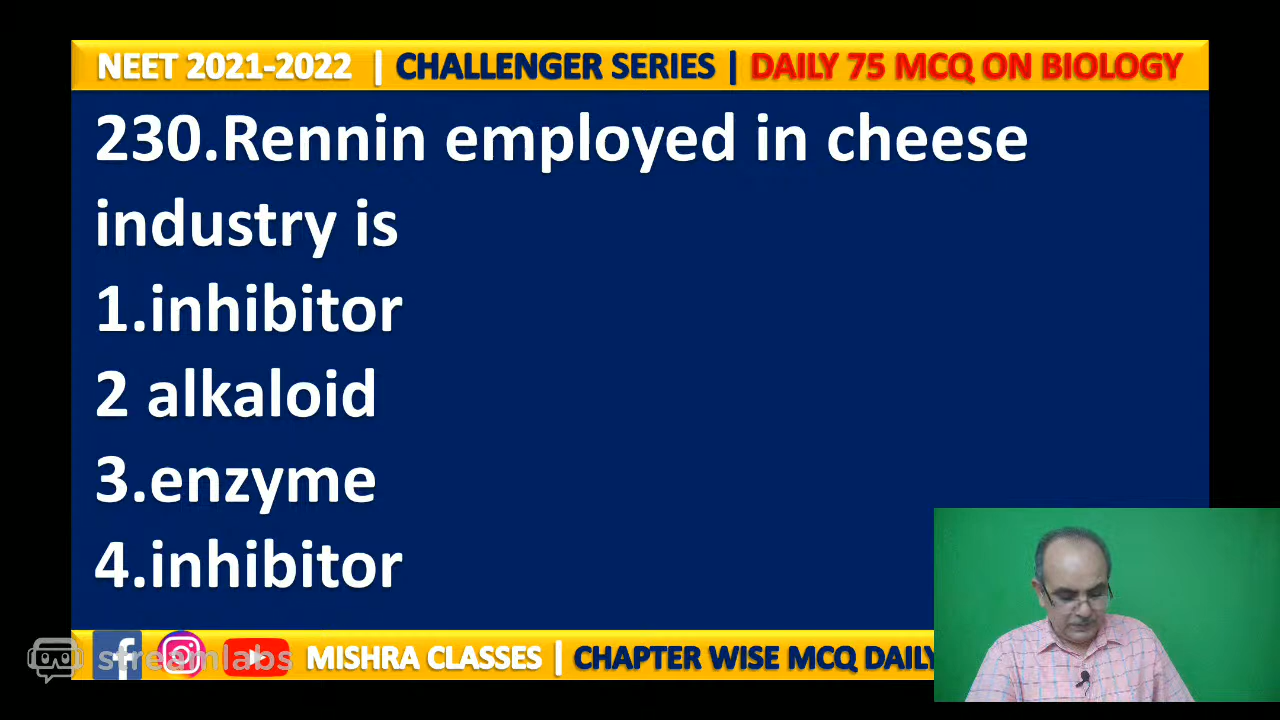 NEET 2021-2022 | CHALLENGER SERIES | DAILY 75 MCQ ON BIOLOGY
230.Rennin employed in cheese
industry is
1.inhibitor
2 alkaloid
3.enzyme
4.inhibitor
streamlabs MISHRA CLASSES | CHAPTER WISE MCQ DAILY